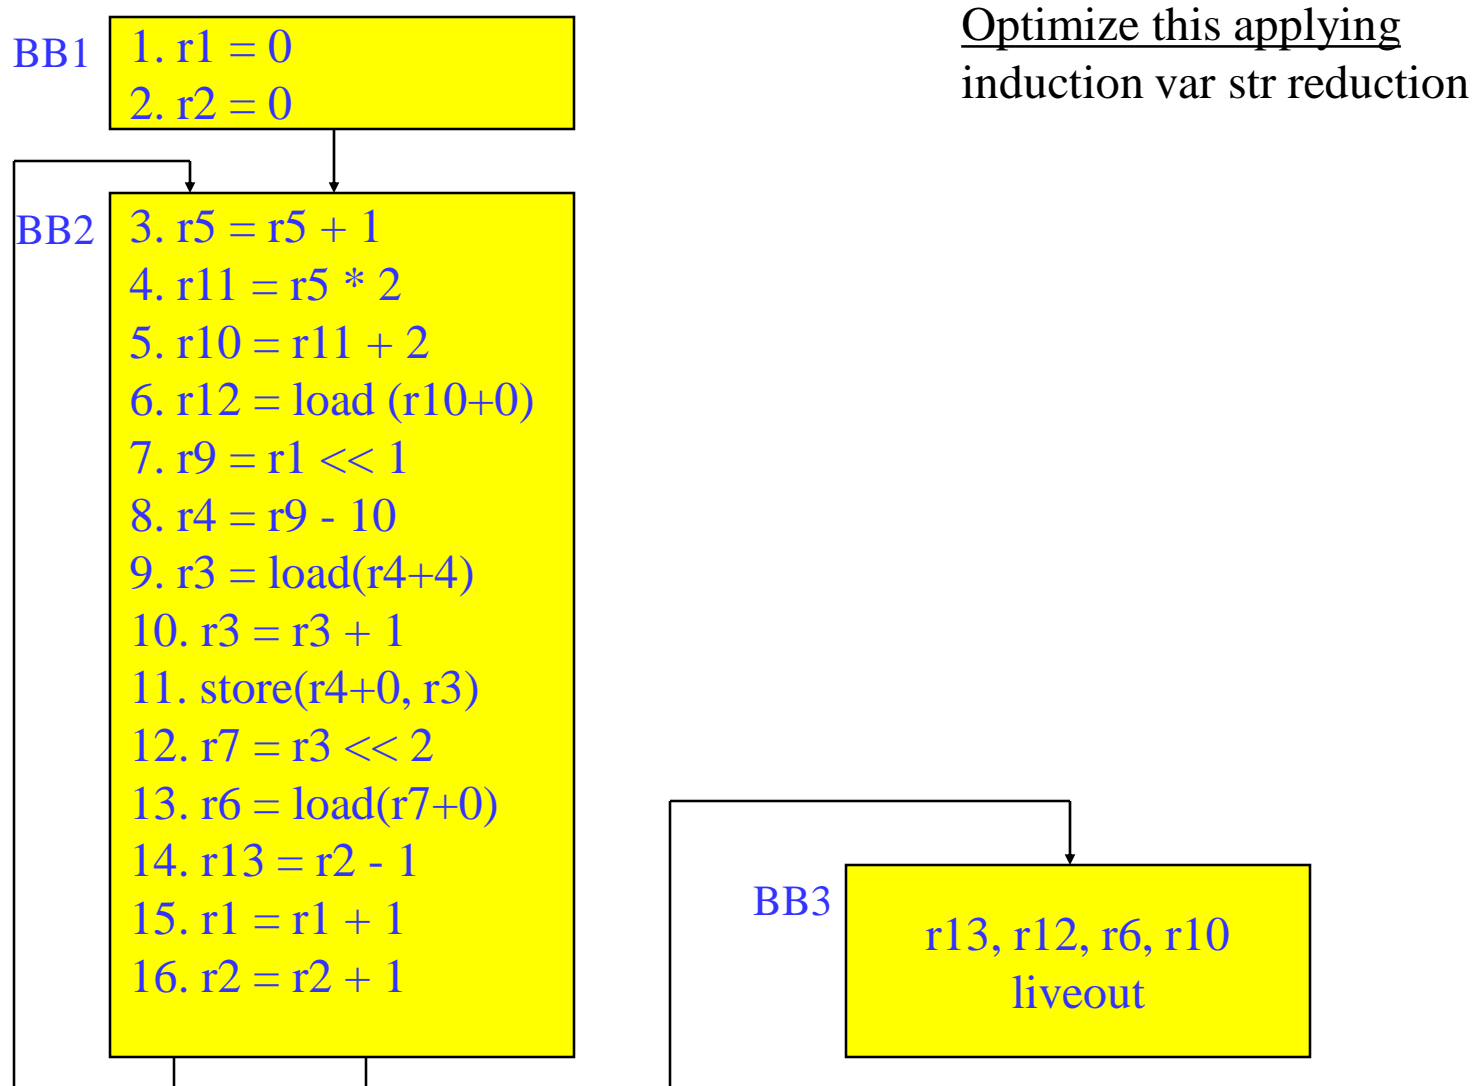 Optimize this applying
induction var str reduction
BB1
1. r1 = 0
2. r2 = 0
BB2
3. r5 = r5 + 1
4. r11 = r5 * 2
5. r10 = r11 + 2
6. r12 = load (r10+0)
7. r9 = r1 << 1
8. r4 = r9 - 10
9. r3 = load(r4+4)
10. r3 = r3 + 1
11. store(r4+0, r3)
12. r7 = r3 << 2
13. r6 = load(r7+0)
14. r13 = r2 - 1
15. r1 = r1 + 1
16. r2 = r2 + 1
BB3
r13, r12, r6, r10
liveout